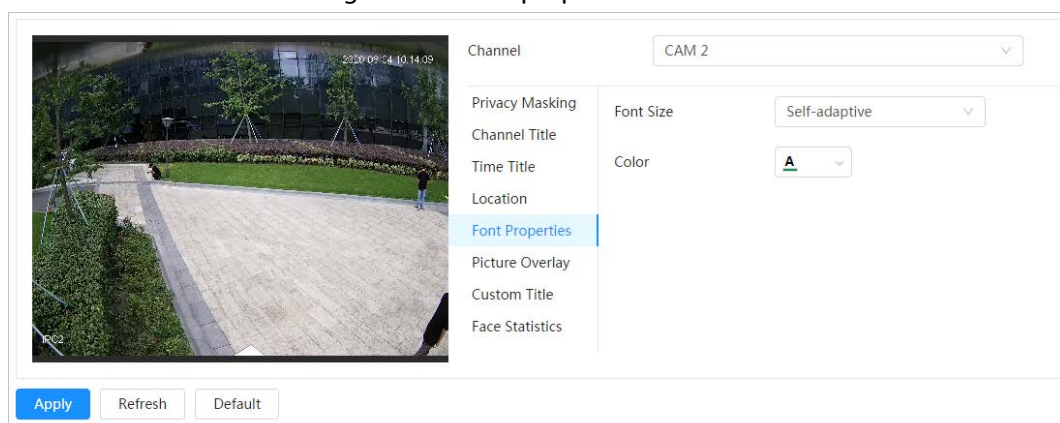 Channel
CAM 2
2020-09-04 10:14:09
Privacy Masking
Channel Title
Time Title
Location
Font Properties
Picture Overlay
Custom Title
Face Statistics
Font Size
Self-adaptive
Color
A
IPC2
Apply
Refresh
Default